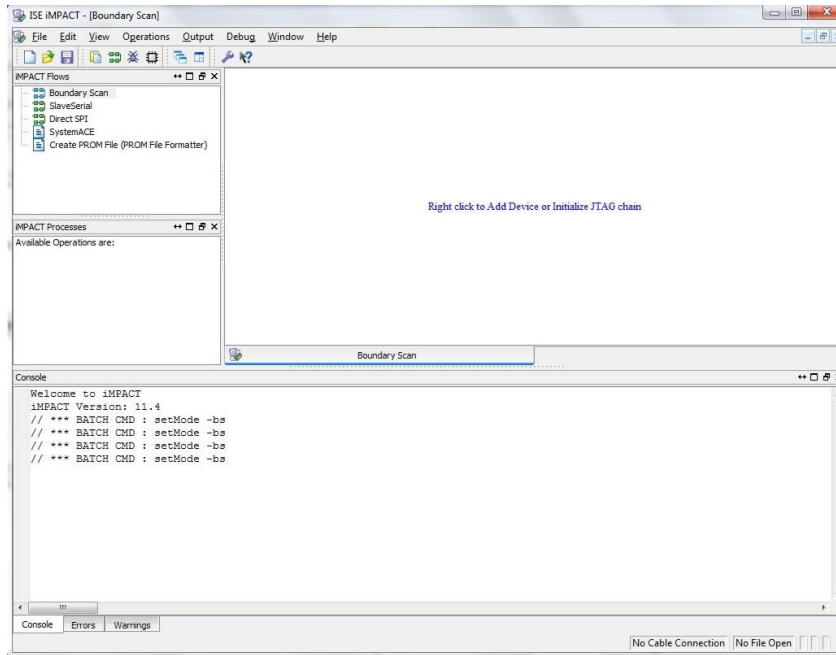 ISE iMPACT - [Boundary Scan]
File Edit View Operations Output Debug Window Help
iMPACT Flows
Boundary Scan
SlaveSerial
Direct SPI
SystemACE
Create PROM File (PROM File Formatter)
Right click to Add Device or Initialize JTAG chain
iMPACT Processes
Available Operations are:
Boundary Scan
Console
Welcome to iMPACT
iMPACT Version: 11.4
// *** BATCH CMD : setMode -bs
// *** BATCH CMD : setMode -bs
// *** BATCH CMD : setMode -bs
// *** BATCH CMD : setMode -bs
Console Errors Warnings
No Cable Connection No File Open